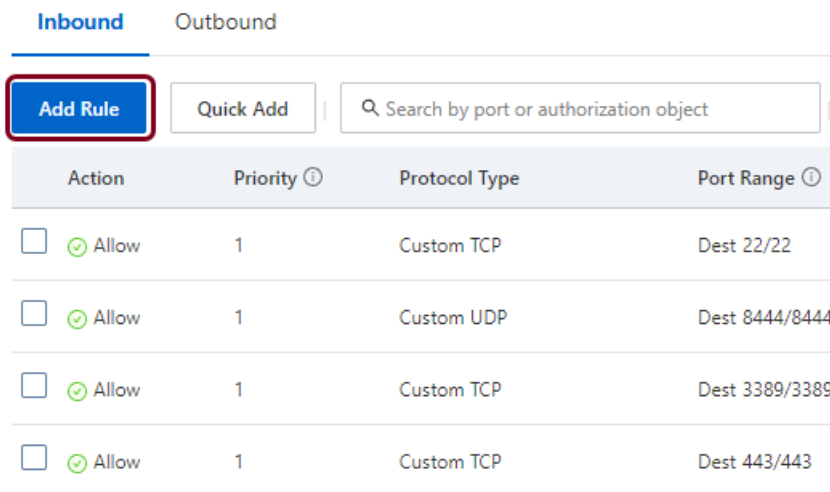 Inbound Outbound
Add Rule Quick Add Search by port or authorization object
Action Priority Protocol Type Port Range
Allow 1 Custom TCP Dest 22/22
Allow 1 Custom UDP Dest 8444/8444
Allow 1 Custom TCP Dest 3389/3389
Allow 1 Custom TCP Dest 443/443